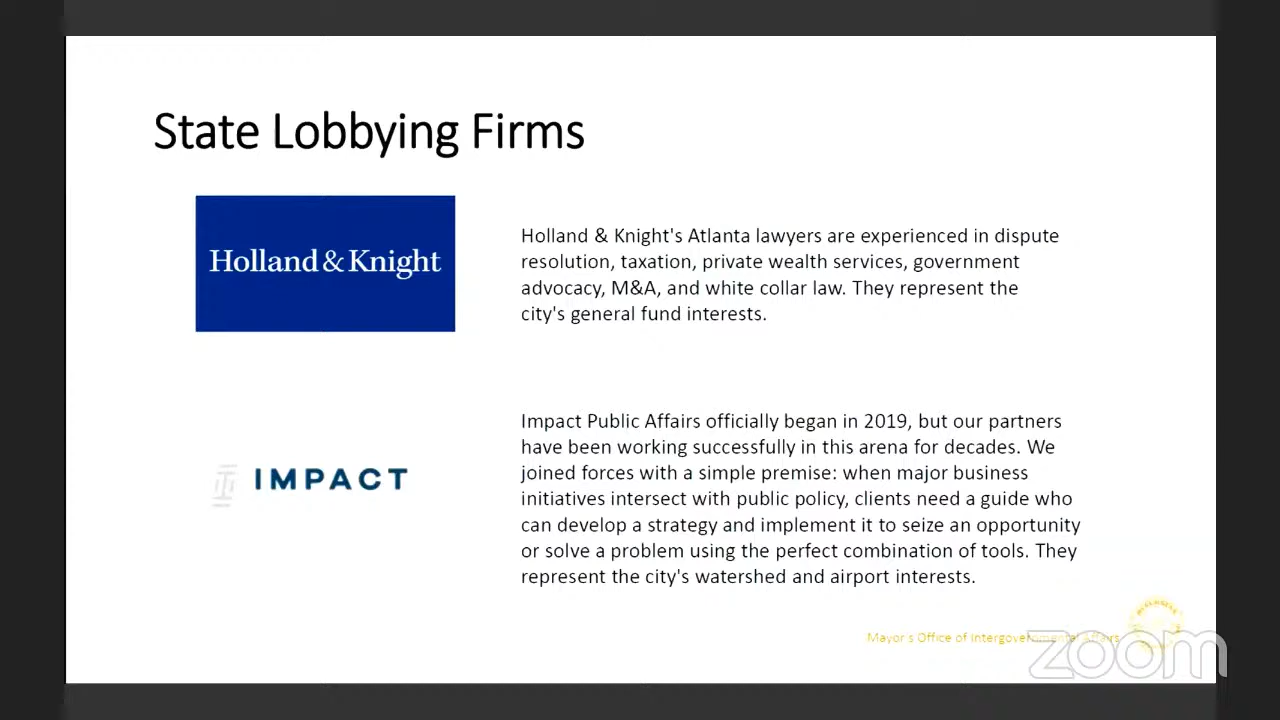 State Lobbying Firms
Holland & Knight
Holland & Knight's Atlanta lawyers are experienced in dispute
resolution, taxation, private wealth services, government
advocacy, M&A, and white collar law. They represent the
city's general fund interests.
IMPACT
Impact Public Affairs officially began in 2019, but our partners
have been working successfully in this arena for decades. We
joined forces with a simple premise: when major business
initiatives intersect with public policy, clients need a guide who
can develop a strategy and implement it to seize an opportunity
or solve a problem using the perfect combination of tools. They
represent the city's watershed and airport interests.
Mayor's Office of Intergovernmental Affairs
zoom